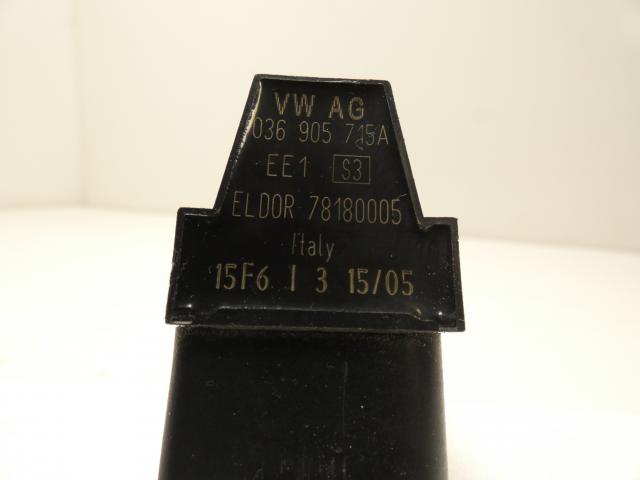 VW AG
036 905 715A
EE1 S3
ELDOR 78180005
Italy
15F6 I 3 15/05